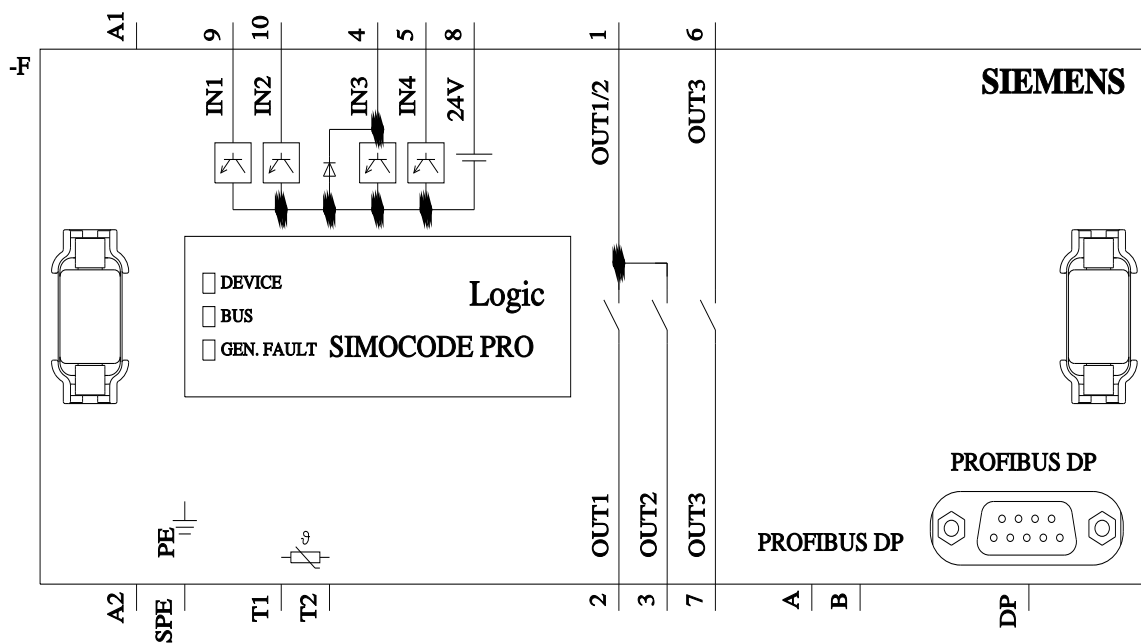 A1
9
10
4
5
8
1
6
-F
IN1
IN2
IN3
IN4
24V
OUT1/2
OUT3
SIEMENS
DEVICE
BUS
GEN. FAULT
Logic
SIMOCODE PRO
PROFIBUS DP
PE
ϑ
OUT1
OUT2
OUT3
PROFIBUS DP
A2
SPE
T1
T2
2
3
7
A
B
DP